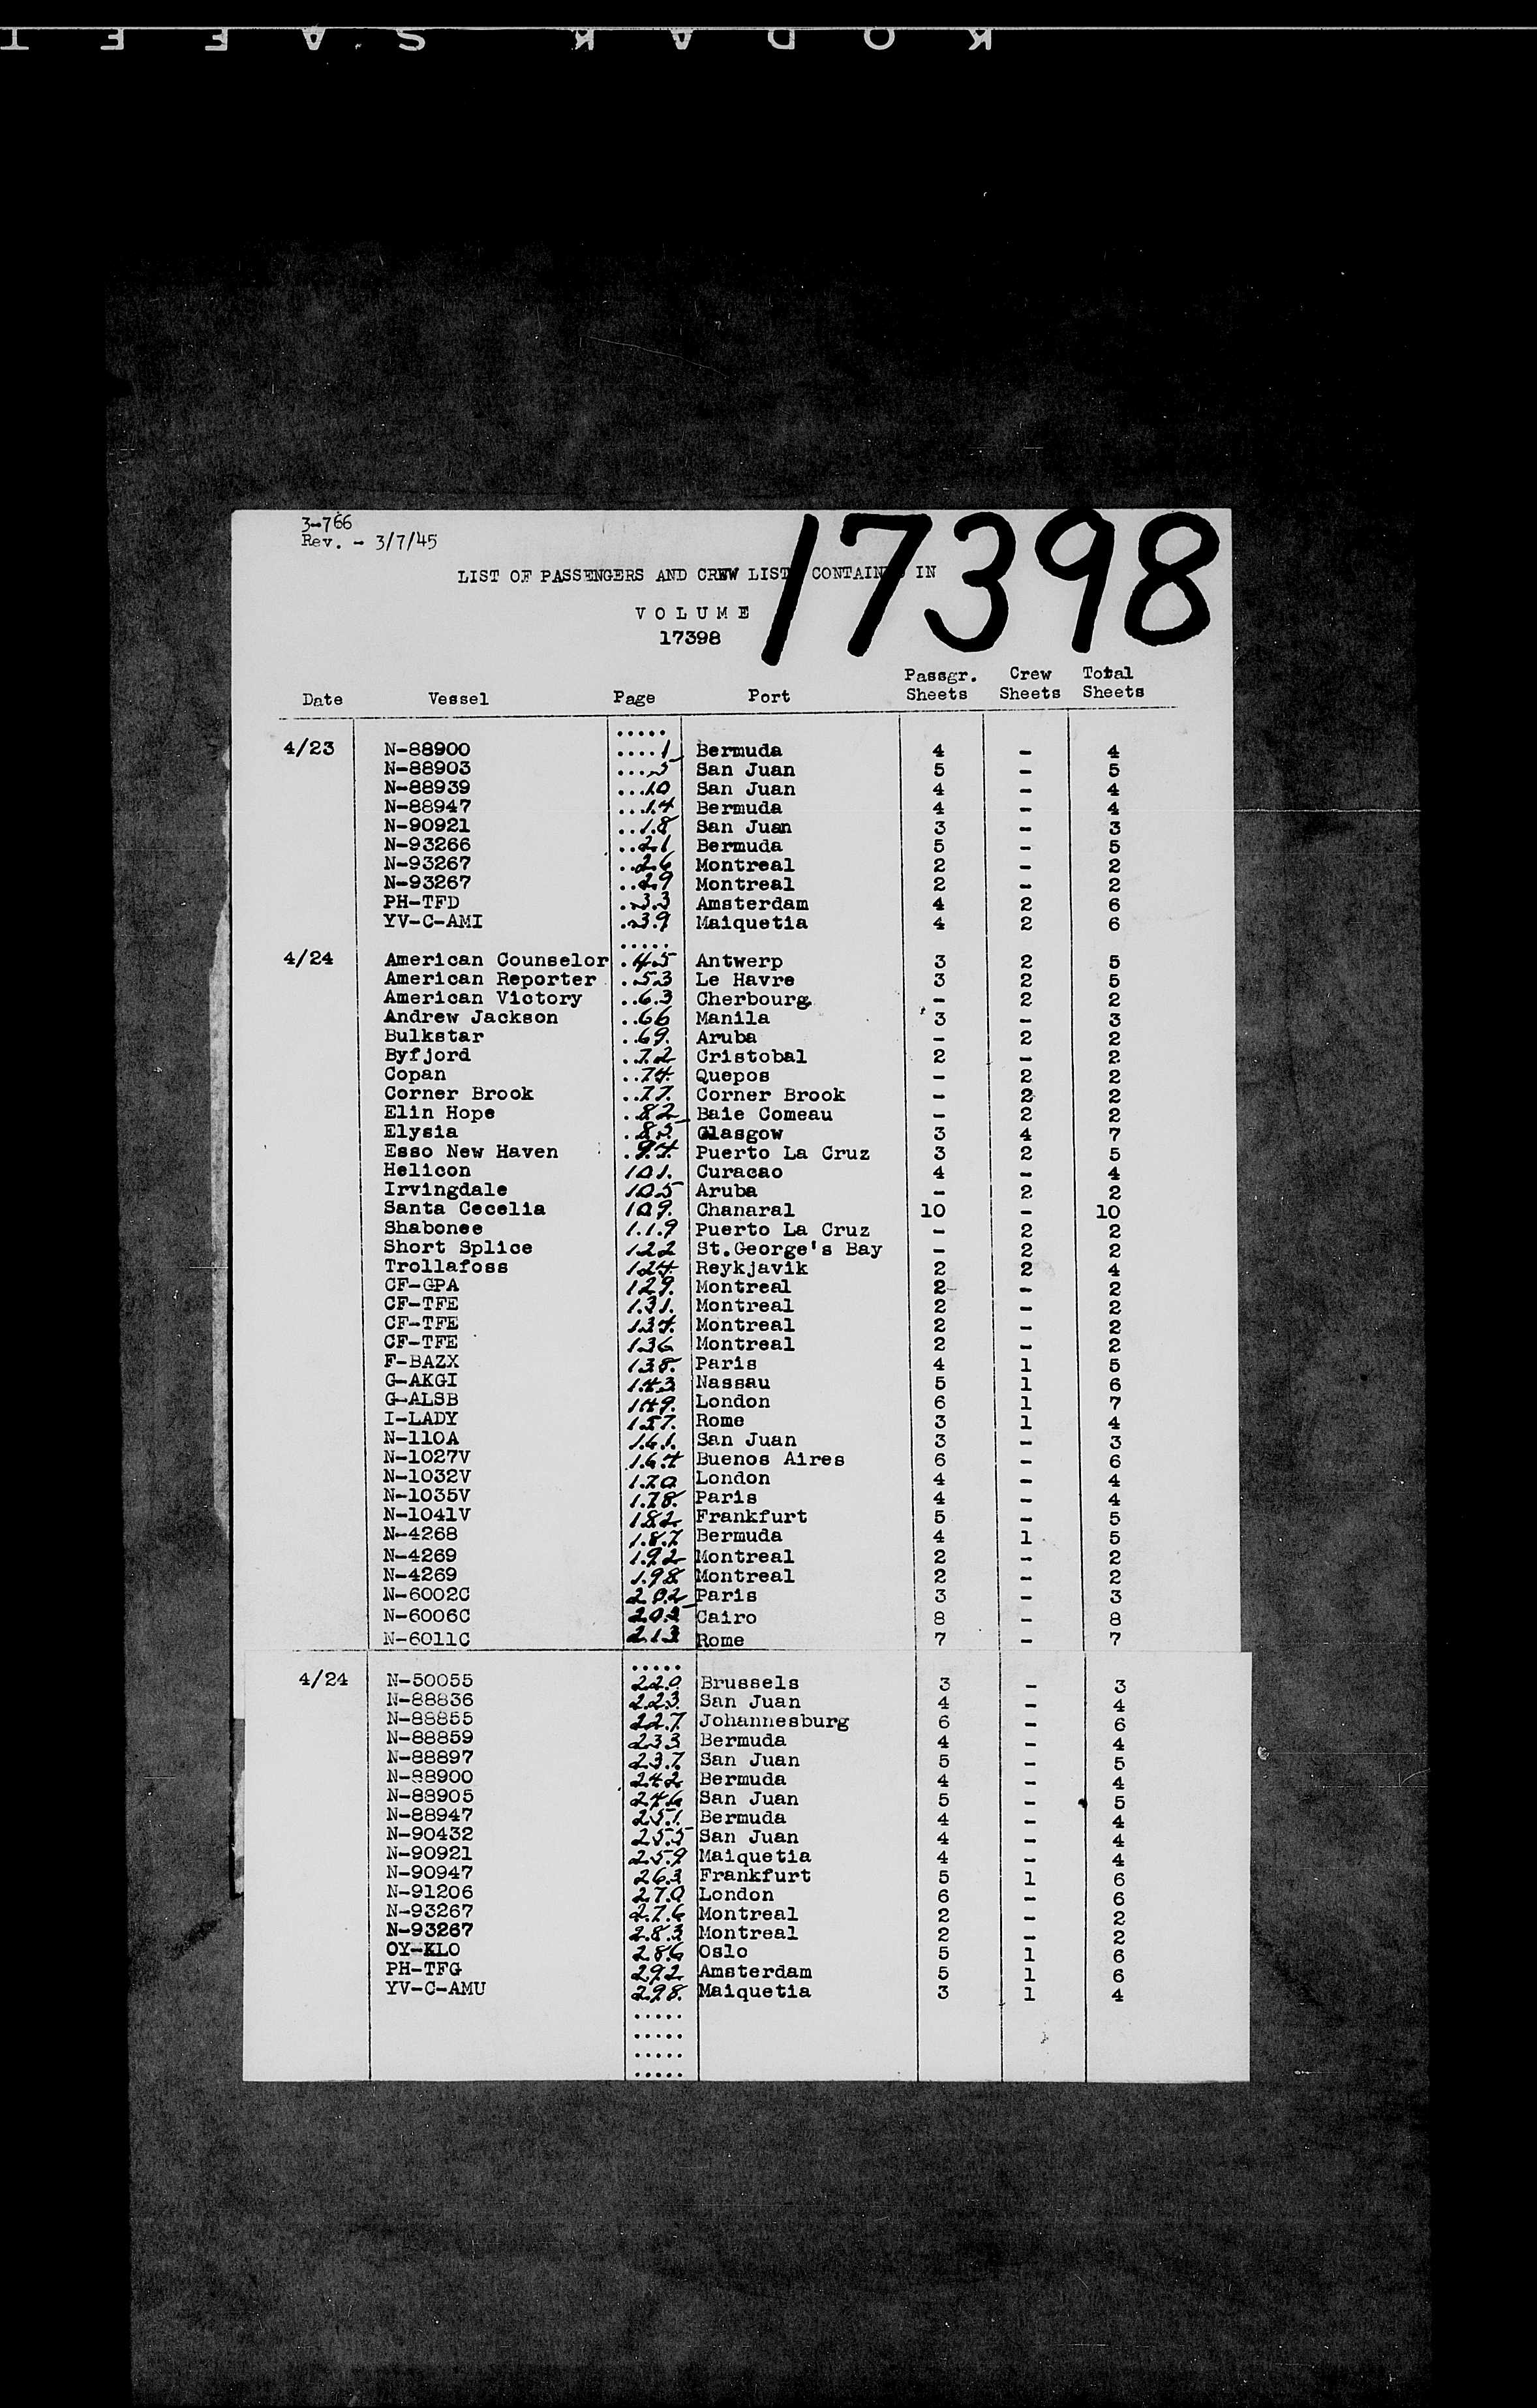 KODAK SAFET
3-766
Rev. - 3/7/45
17398
LIST OF PASSENGERS AND CREW LIST CONTAIN IN
VOLUME
17398
Date Vessel Page Port Passgr. Sheets Crew Sheets Total Sheets
.....
4/23 N-88900 ....1 Bermuda 4 - 4
N-88903 ...5 San Juan 5 - 5
N-88939 ...10 San Juan 4 - 4
N-88947 ...14 Bermuda 4 - 4
N-90921 ..18 San Juan 3 - 3
N-93266 ..21 Bermuda 5 - 5
N-93267 ..26 Montreal 2 - 2
N-93267 ..29 Montreal 2 - 2
PH-TFD .33 Amsterdam 4 2 6
YV-C-AMI .39 Maiquetia 4 2 6
.....
4/24 American Counselor .45 Antwerp 3 2 5
American Reporter .53 Le Havre 3 2 5
American Victory ..63 Cherbourg - 2 2
Andrew Jackson ..66 Manila 3 - 3
Bulkstar ..69. Aruba - 2 2
Byfjord ..72 Cristobal 2 - 2
Copan ..74. Quepos - 2 2
Corner Brook ..77. Corner Brook - 2 2
Elin Hope ..82 Baie Comeau - 2 2
Elysia .85 Glasgow 3 4 7
Esso New Haven .94 Puerto La Cruz 3 2 5
Helicon 101. Curacao 4 - 4
Irvingdale 105 Aruba - 2 2
Santa Cecelia 109. Chanaral 10 - 10
Shabonee 119 Puerto La Cruz - 2 2
Short Splice 122 St.George's Bay - 2 2
Trollafoss 124. Reykjavik 2 2 4
CF-GPA 129. Montreal 2 - 2
CF-TFE 131. Montreal 2 - 2
CF-TFE 134. Montreal 2 - 2
CF-TFE 136 Montreal 2 - 2
F-BAZX 138. Paris 4 1 5
G-AKGI 143 Nassau 5 1 6
G-ALSB 149. London 6 1 7
I-LADY 157. Rome 3 1 4
N-110A 161. San Juan 3 - 3
N-1027V 164 Buenos Aires 6 - 6
N-1032V 170 London 4 - 4
N-1035V 178. Paris 4 - 4
N-1041V 182 Frankfurt 5 - 5
N-4268 187 Bermuda 4 1 5
N-4269 192 Montreal 2 - 2
N-4269 198 Montreal 2 - 2
N-6002C 202 Paris 3 - 3
N-6006C 205 Cairo 8 - 8
N-6011C 213 Rome 7 - 7
.....
4/24 N-50055 220 Brussels 3 - 3
N-88836 223. San Juan 4 - 4
N-88855 227 Johannesburg 6 - 6
N-88859 233 Bermuda 4 - 4
N-88897 237 San Juan 5 - 5
N-88900 242 Bermuda 4 - 4
N-88905 246 San Juan 5 - 5
N-88947 251. Bermuda 4 - 4
N-90432 255 San Juan 4 - 4
N-90921 259 Maiquetia 4 - 4
N-90947 263 Frankfurt 5 1 6
N-91206 270 London 6 - 6
N-93267 276 Montreal 2 - 2
N-93267 283 Montreal 2 - 2
OY-KLO 286 Oslo 5 1 6
PH-TFG 292 Amsterdam 5 1 6
YV-C-AMU 298. Maiquetia 3 1 4
.....
.....
.....
.....